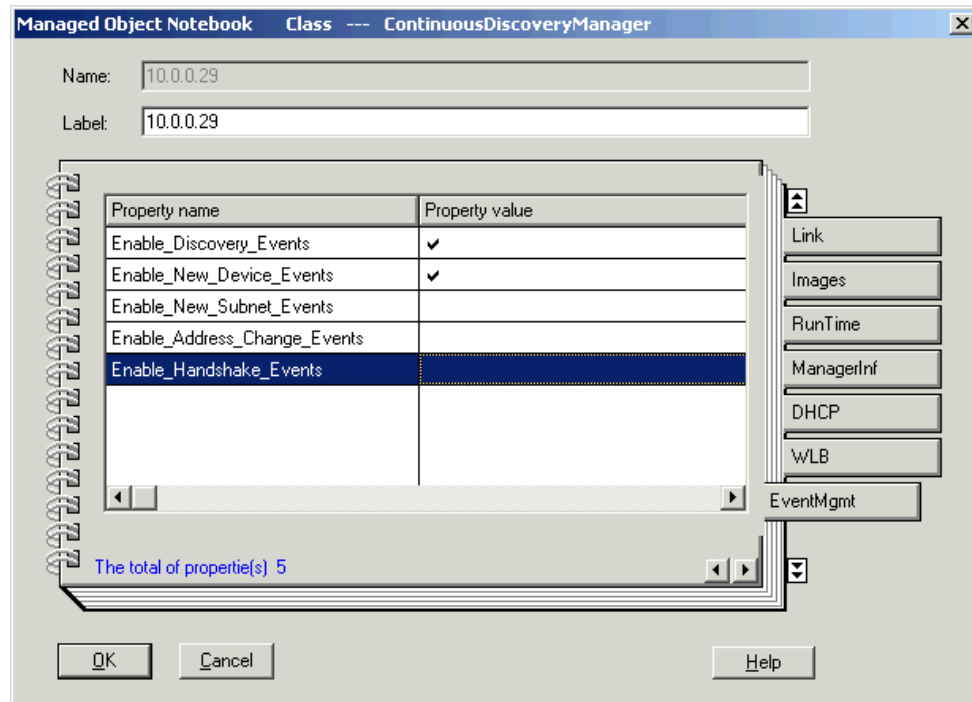 Managed Object Notebook Class --- ContinuousDiscoveryManager
Name: 10.0.0.29
Label: 10.0.0.29
Property name Property value
Enable_Discovery_Events ✔
Enable_New_Device_Events ✔
Enable_New_Subnet_Events
Enable_Address_Change_Events
Enable_Handshake_Events
The total of propertie(s) 5
Link
Images
RunTime
ManagerInf
DHCP
WLB
EventMgmt
OK Cancel Help